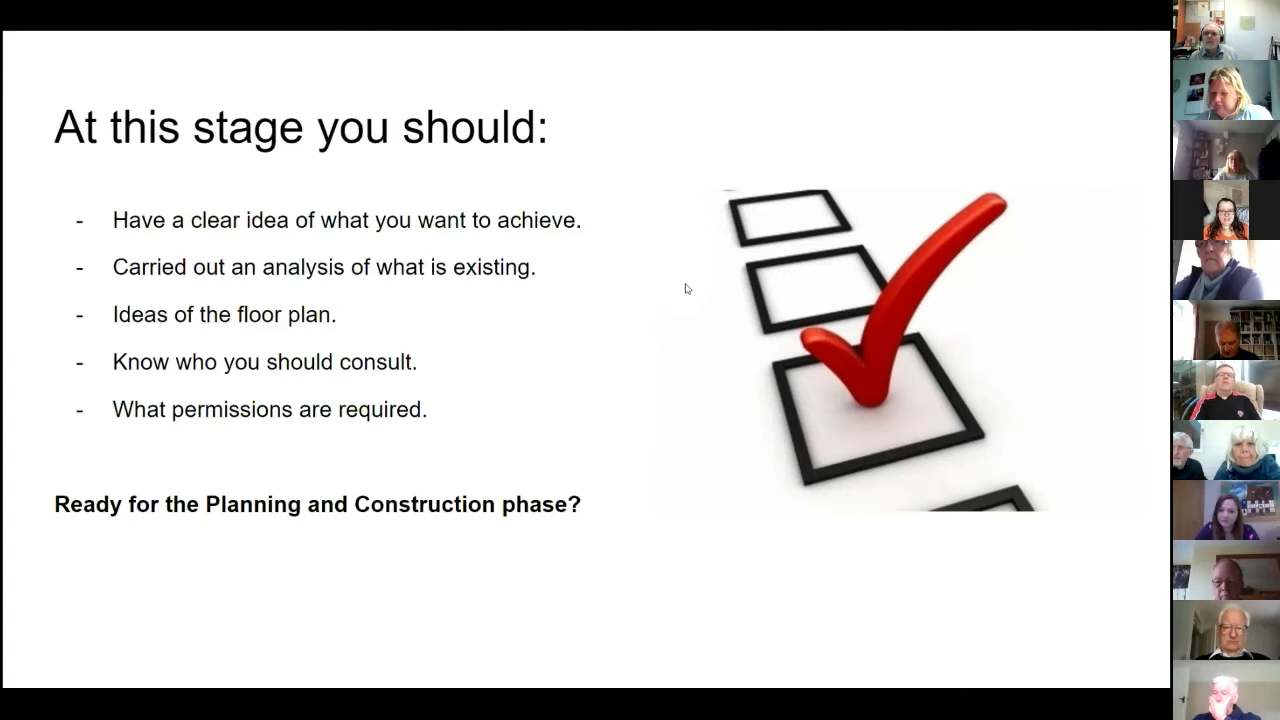 At this stage you should:
- Have a clear idea of what you want to achieve.
- Carried out an analysis of what is existing.
- Ideas of the floor plan.
- Know who you should consult.
- What permissions are required.
Ready for the Planning and Construction phase?